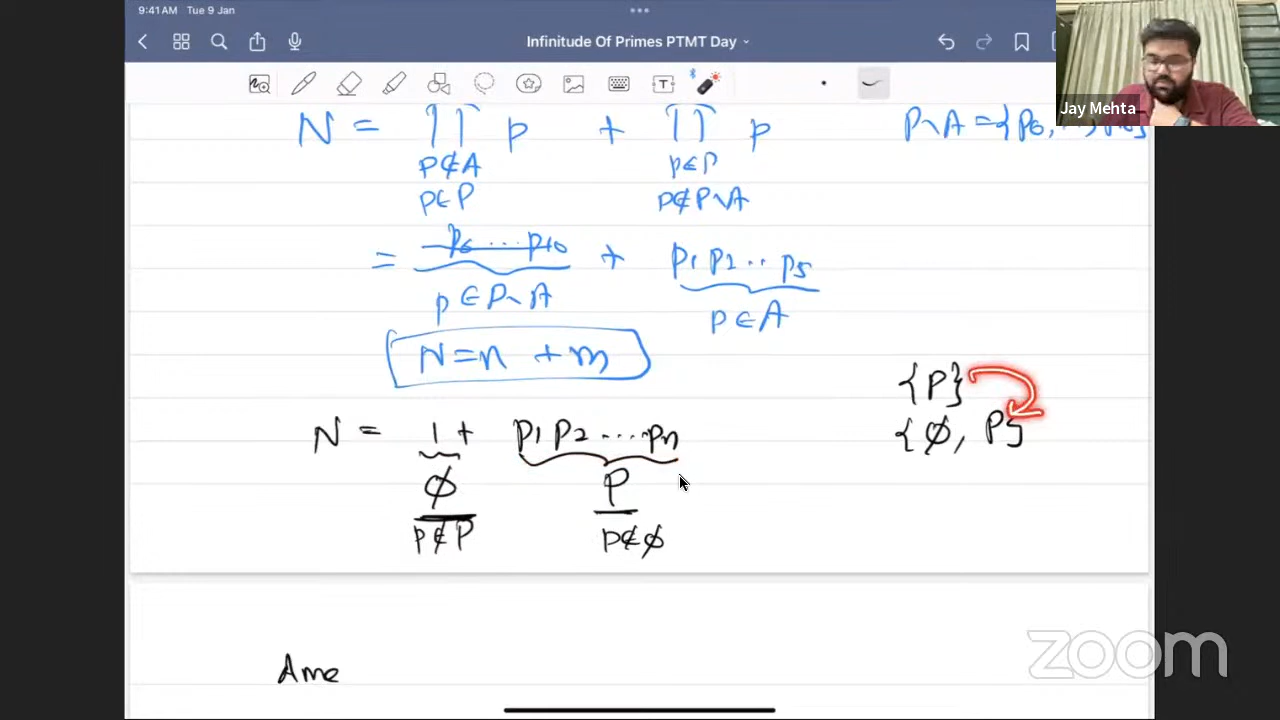 9:41 AM Tue 9 Jan
Infinitude Of Primes PTMT Day
Jay Mehta
N = ∏ p + ∏ p
p∉A p∈P
p∈P p∉P∖A
P∖A = {p6, ..., p10}
= p6 ... p10 + p1 p2 .. p5
p ∈ P∖A p ∈ A
N = n + m
{P}
{φ, P}
N = 1 + p1 p2 ... pn
φ P
p∉P p∉φ
Ame
zoom